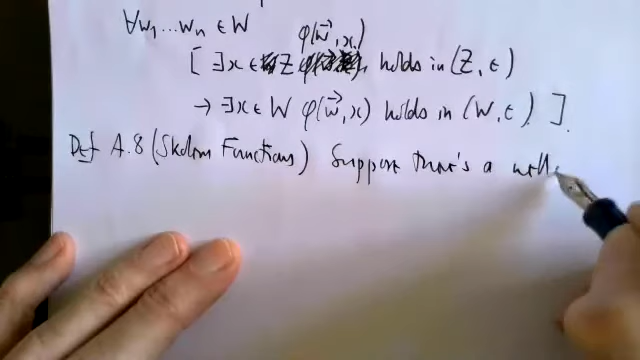 ∀w₁ ... wₙ ∈ W
φ(w⃗, x)
[ ∃x ∈ Z holds in (Z, ∈)
→ ∃x ∈ W φ(w⃗, x) holds in (W, ∈) ].
Def A.8 (Skolem Functions) Suppose there's a well